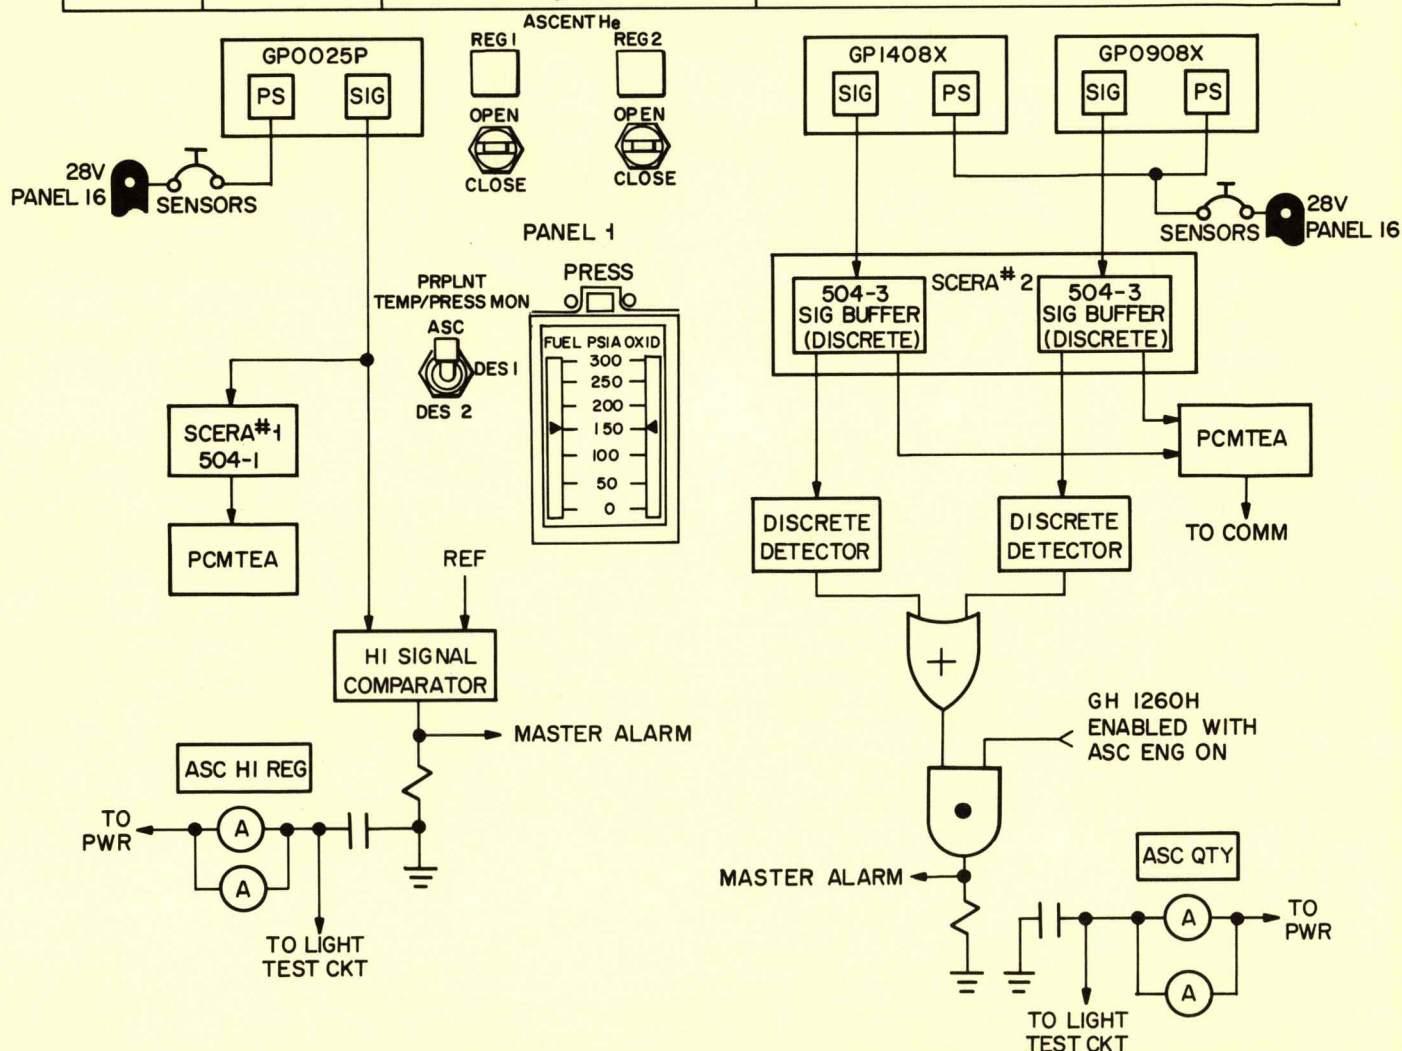 ASCENT He
REG 1
REG 2
OPEN
OPEN
CLOSE
CLOSE
GP0025P
PS
SIG
28V
PANEL 16
SENSORS
GP1408X
SIG
PS
GP0908X
SIG
PS
28V
PANEL 16
SENSORS
PANEL 1
PRPLNT
TEMP/PRESS MON
ASC
DES 1
DES 2
PRESS
FUEL PSIA OXID
300
250
200
150
100
50
0
SCERA #2
504-3
SIG BUFFER
(DISCRETE)
504-3
SIG BUFFER
(DISCRETE)
SCERA #1
504-1
PCMTEA
PCMTEA
TO COMM
DISCRETE
DETECTOR
DISCRETE
DETECTOR
REF
HI SIGNAL
COMPARATOR
MASTER ALARM
ASC HI REG
TO
PWR
A
A
TO LIGHT
TEST CKT
+
GH 1260H
ENABLED WITH
ASC ENG ON
MASTER ALARM
ASC QTY
A
A
TO
PWR
TO LIGHT
TEST CKT